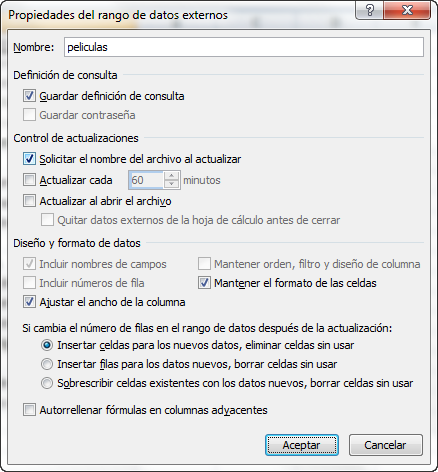 Propiedades del rango de datos externos
Nombre: peliculas
Definición de consulta
Guardar definición de consulta
Guardar contraseña
Control de actualizaciones
Solicitar el nombre del archivo al actualizar
Actualizar cada 60 minutos
Actualizar al abrir el archivo
Quitar datos externos de la hoja de cálculo antes de cerrar
Diseño y formato de datos
Incluir nombres de campos Mantener orden, filtro y diseño de columna
Incluir números de fila Mantener el formato de las celdas
Ajustar el ancho de la columna
Si cambia el número de filas en el rango de datos después de la actualización:
Insertar celdas para los nuevos datos, eliminar celdas sin usar
Insertar filas para los datos nuevos, borrar celdas sin usar
Sobrescribir celdas existentes con los datos nuevos, borrar celdas sin usar
Autorrellenar fórmulas en columnas adyacentes
Aceptar Cancelar